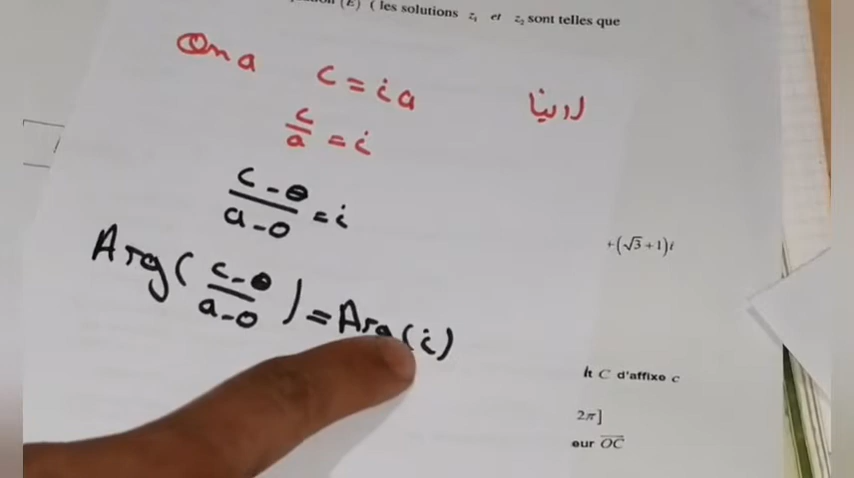 (E) ( les solutions z₁ et z₂ sont telles que
On a c = ia لدينا
c/a = i
c-0/a-0 = i
+(√3+1)i
Arg(c-0/a-0) = Arg(i)
h C d'affixe c
2π]
eur OC